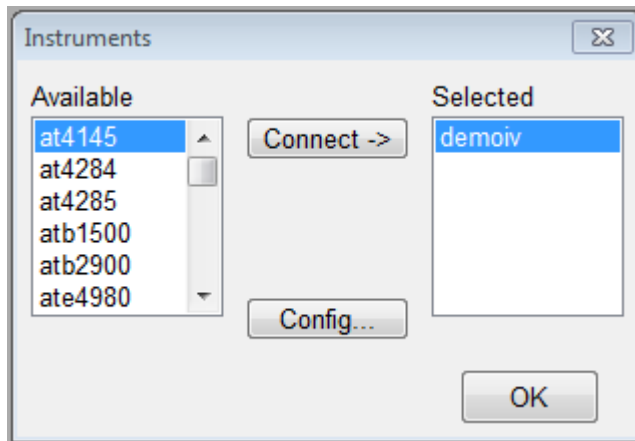 Instruments
Available
Selected
at4145
at4284
at4285
atb1500
atb2900
ate4980
Connect ->
Config...
demoiv
OK